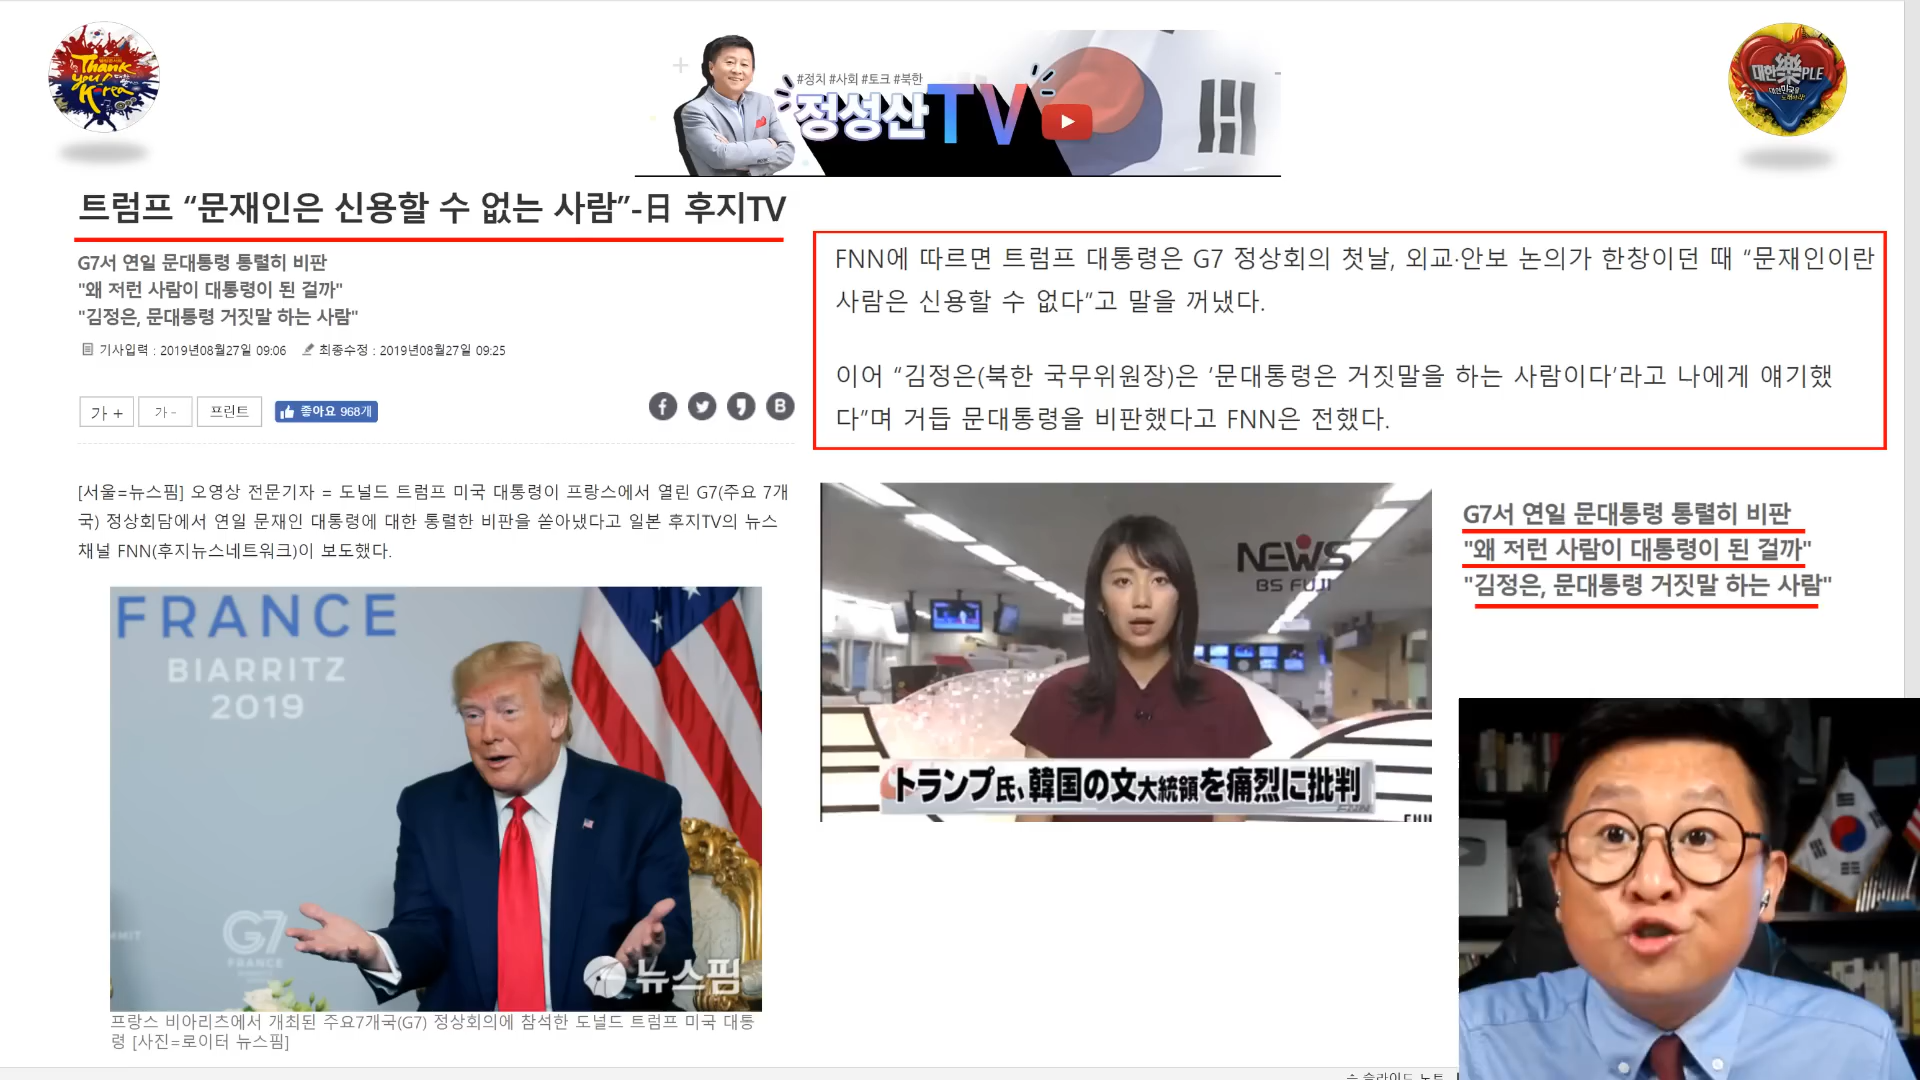 Thank
you
Korea
#정치 #사회 #토크 #북한
정성산TV
대한樂PLE
트럼프 “문재인은 신용할 수 없는 사람”-日 후지TV
G7서 연일 문대통령 통렬히 비판
"왜 저런 사람이 대통령이 된 걸까"
"김정은, 문대통령 거짓말 하는 사람"
기사입력 : 2019년08월27일 09:06 최종수정 : 2019년08월27일 09:25
가 + 가 - 프린트 좋아요 968개
f B
[서울=뉴스핌] 오영상 전문기자 = 도널드 트럼프 미국 대통령이 프랑스에서 열린 G7(주요 7개
국) 정상회담에서 연일 문재인 대통령에 대한 통렬한 비판을 쏟아냈다고 일본 후지TV의 뉴스
채널 FNN(후지뉴스네트워크)이 보도했다.
FRANCE
BIARRITZ
2019
G7
FRANCE
뉴스핌
프랑스 비아리츠에서 개최된 주요7개국(G7) 정상회의에 참석한 도널드 트럼프 미국 대통
령 [사진=로이터 뉴스핌]
FNN에 따르면 트럼프 대통령은 G7 정상회의 첫날, 외교·안보 논의가 한창이던 때 “문재인이란
사람은 신용할 수 없다”고 말을 꺼냈다.
이어 “김정은(북한 국무위원장)은 ‘문대통령은 거짓말을 하는 사람이다’라고 나에게 얘기했
다”며 거듭 문대통령을 비판했다고 FNN은 전했다.
NEWS
BS FUJI
トランプ氏、韓国の文大統領を痛烈に批判
FNN
G7서 연일 문대통령 통렬히 비판
"왜 저런 사람이 대통령이 된 걸까"
"김정은, 문대통령 거짓말 하는 사람"
슬라이드 노트